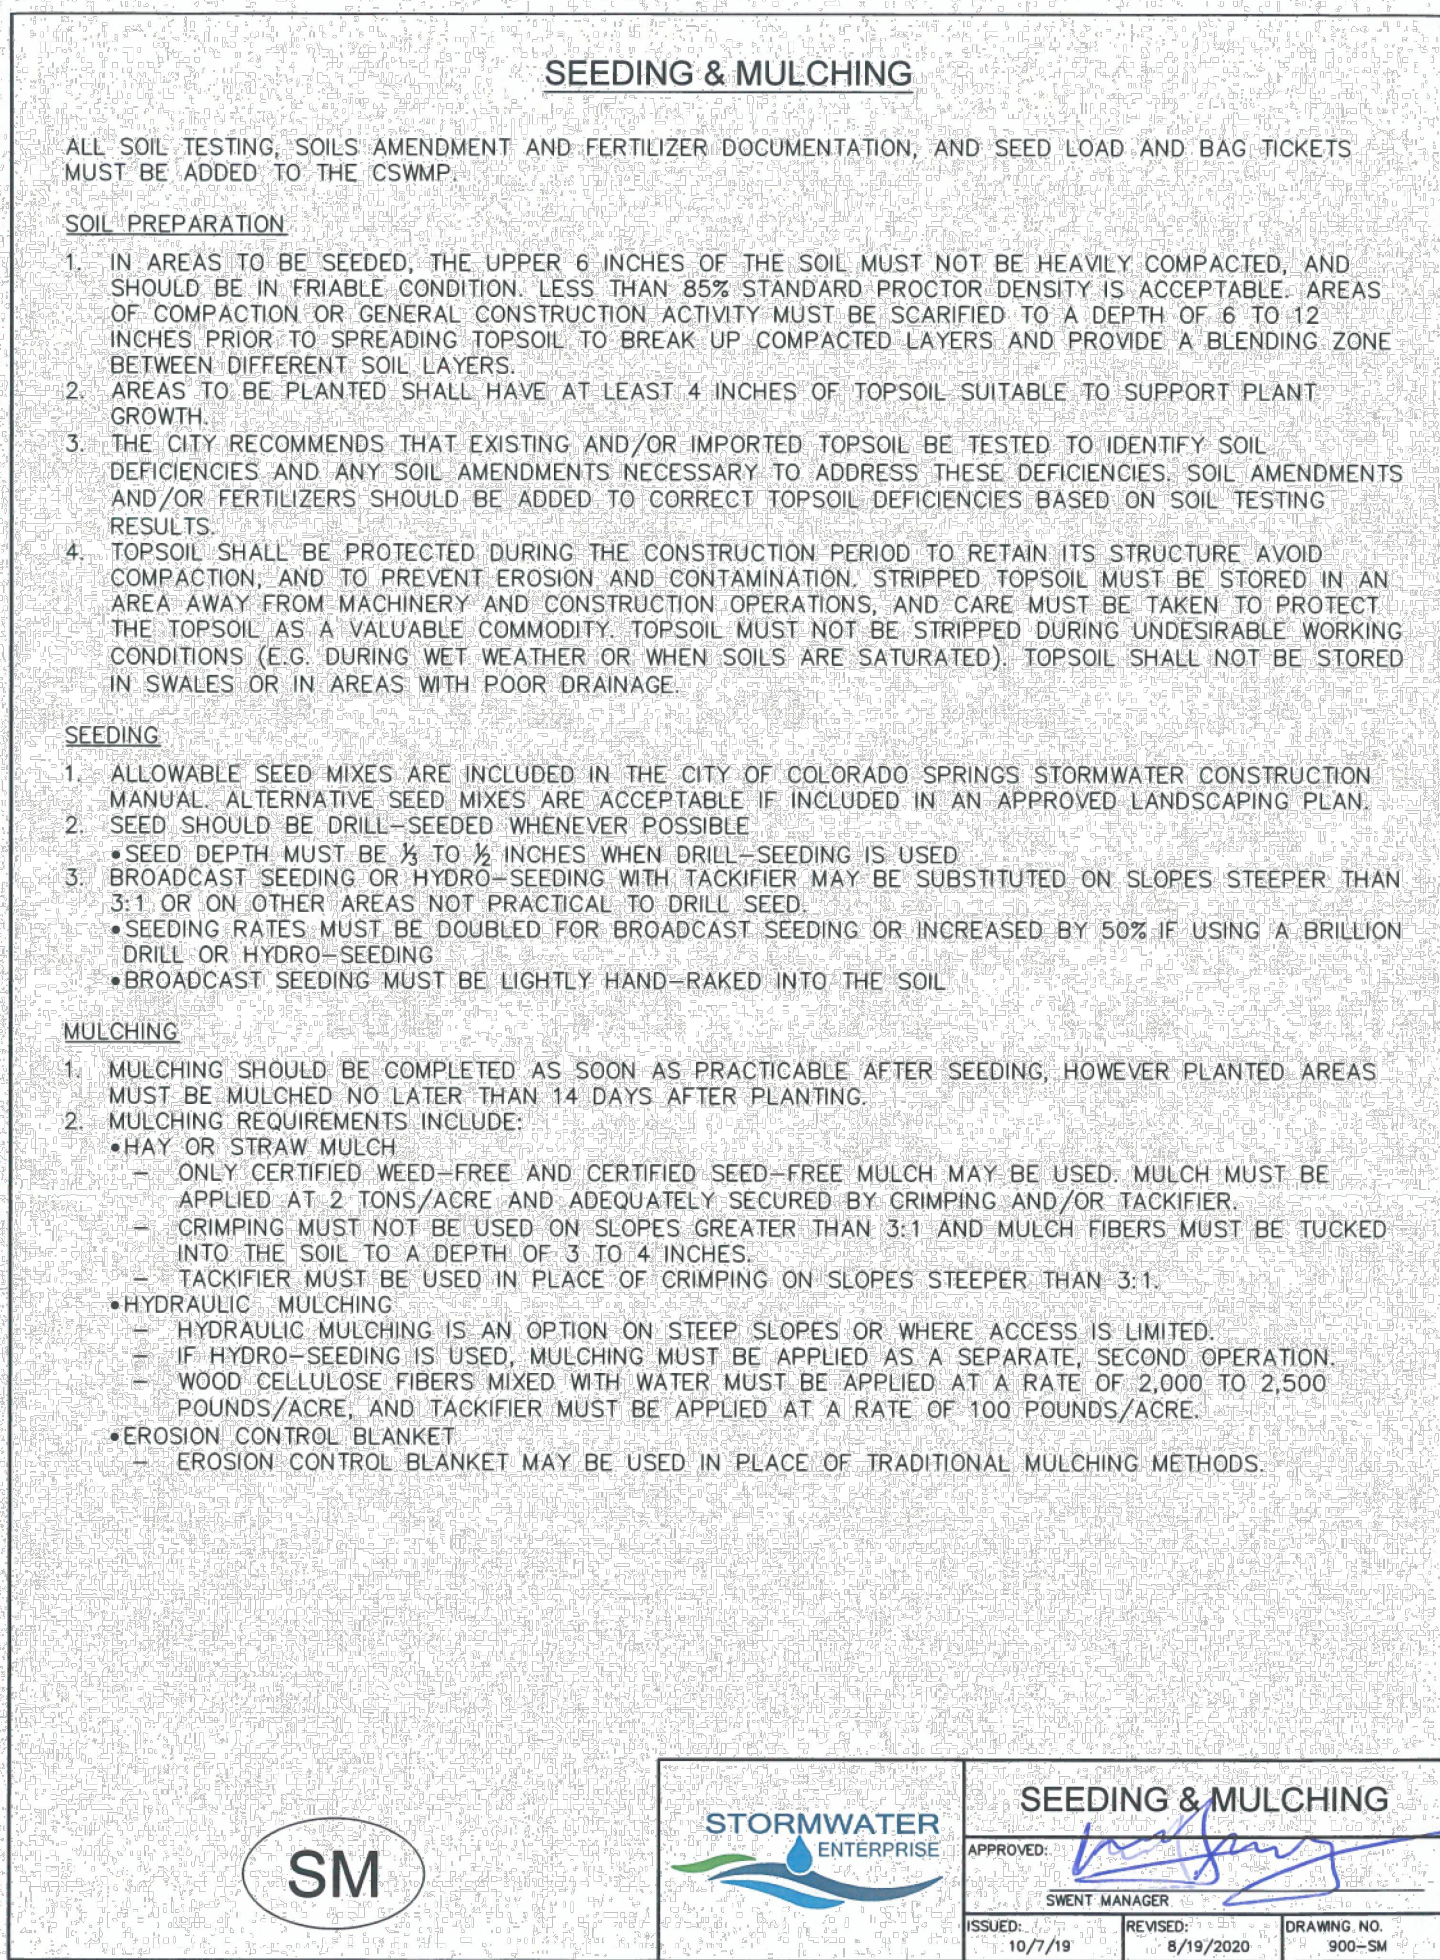 SEEDING & MULCHING
ALL SOIL TESTING, SOILS AMENDMENT AND FERTILIZER DOCUMENTATION, AND SEED LOAD AND BAG TICKETS
MUST BE ADDED TO THE CSWMP.
SOIL PREPARATION
1. IN AREAS TO BE SEEDED, THE UPPER 6 INCHES OF THE SOIL MUST NOT BE HEAVILY COMPACTED, AND
SHOULD BE IN FRIABLE CONDITION. LESS THAN 85% STANDARD PROCTOR DENSITY IS ACCEPTABLE. AREAS
OF COMPACTION OR GENERAL CONSTRUCTION ACTIVITY MUST BE SCARIFIED TO A DEPTH OF 6 TO 12
INCHES PRIOR TO SPREADING TOPSOIL TO BREAK UP COMPACTED LAYERS AND PROVIDE A BLENDING ZONE
BETWEEN DIFFERENT SOIL LAYERS.
2. AREAS TO BE PLANTED SHALL HAVE AT LEAST 4 INCHES OF TOPSOIL SUITABLE TO SUPPORT PLANT
GROWTH.
3. THE CITY RECOMMENDS THAT EXISTING AND/OR IMPORTED TOPSOIL BE TESTED TO IDENTIFY SOIL
DEFICIENCIES AND ANY SOIL AMENDMENTS NECESSARY TO ADDRESS THESE DEFICIENCIES. SOIL AMENDMENTS
AND/OR FERTILIZERS SHOULD BE ADDED TO CORRECT TOPSOIL DEFICIENCIES BASED ON SOIL TESTING
RESULTS.
4. TOPSOIL SHALL BE PROTECTED DURING THE CONSTRUCTION PERIOD TO RETAIN ITS STRUCTURE AVOID
COMPACTION, AND TO PREVENT EROSION AND CONTAMINATION. STRIPPED TOPSOIL MUST BE STORED IN AN
AREA AWAY FROM MACHINERY AND CONSTRUCTION OPERATIONS, AND CARE MUST BE TAKEN TO PROTECT
THE TOPSOIL AS A VALUABLE COMMODITY. TOPSOIL MUST NOT BE STRIPPED DURING UNDESIRABLE WORKING
CONDITIONS (E.G. DURING WET WEATHER OR WHEN SOILS ARE SATURATED). TOPSOIL SHALL NOT BE STORED
IN SWALES OR IN AREAS WITH POOR DRAINAGE.
SEEDING
1. ALLOWABLE SEED MIXES ARE INCLUDED IN THE CITY OF COLORADO SPRINGS STORMWATER CONSTRUCTION
MANUAL. ALTERNATIVE SEED MIXES ARE ACCEPTABLE IF INCLUDED IN AN APPROVED LANDSCAPING PLAN.
2. SEED SHOULD BE DRILL-SEEDED WHENEVER POSSIBLE
•SEED DEPTH MUST BE ⅓ TO ½ INCHES WHEN DRILL-SEEDING IS USED
3. BROADCAST SEEDING OR HYDRO-SEEDING WITH TACKIFIER MAY BE SUBSTITUTED ON SLOPES STEEPER THAN
3:1 OR ON OTHER AREAS NOT PRACTICAL TO DRILL SEED.
•SEEDING RATES MUST BE DOUBLED FOR BROADCAST SEEDING OR INCREASED BY 50% IF USING A BRILLION
DRILL OR HYDRO-SEEDING
•BROADCAST SEEDING MUST BE LIGHTLY HAND-RAKED INTO THE SOIL
MULCHING
1. MULCHING SHOULD BE COMPLETED AS SOON AS PRACTICABLE AFTER SEEDING, HOWEVER PLANTED AREAS
MUST BE MULCHED NO LATER THAN 14 DAYS AFTER PLANTING.
2. MULCHING REQUIREMENTS INCLUDE:
•HAY OR STRAW MULCH
– ONLY CERTIFIED WEED-FREE AND CERTIFIED SEED-FREE MULCH MAY BE USED. MULCH MUST BE
APPLIED AT 2 TONS/ACRE AND ADEQUATELY SECURED BY CRIMPING AND/OR TACKIFIER.
– CRIMPING MUST NOT BE USED ON SLOPES GREATER THAN 3:1 AND MULCH FIBERS MUST BE TUCKED
INTO THE SOIL TO A DEPTH OF 3 TO 4 INCHES.
– TACKIFIER MUST BE USED IN PLACE OF CRIMPING ON SLOPES STEEPER THAN 3:1.
•HYDRAULIC MULCHING
– HYDRAULIC MULCHING IS AN OPTION ON STEEP SLOPES OR WHERE ACCESS IS LIMITED.
– IF HYDRO-SEEDING IS USED, MULCHING MUST BE APPLIED AS A SEPARATE, SECOND OPERATION.
– WOOD CELLULOSE FIBERS MIXED WITH WATER MUST BE APPLIED AT A RATE OF 2,000 TO 2,500
POUNDS/ACRE, AND TACKIFIER MUST BE APPLIED AT A RATE OF 100 POUNDS/ACRE.
•EROSION CONTROL BLANKET
– EROSION CONTROL BLANKET MAY BE USED IN PLACE OF TRADITIONAL MULCHING METHODS.
SM
STORMWATER
ENTERPRISE
SEEDING & MULCHING
APPROVED:
SWENT MANAGER
ISSUED:
10/7/19
REVISED:
8/19/2020
DRAWING NO.
900-SM